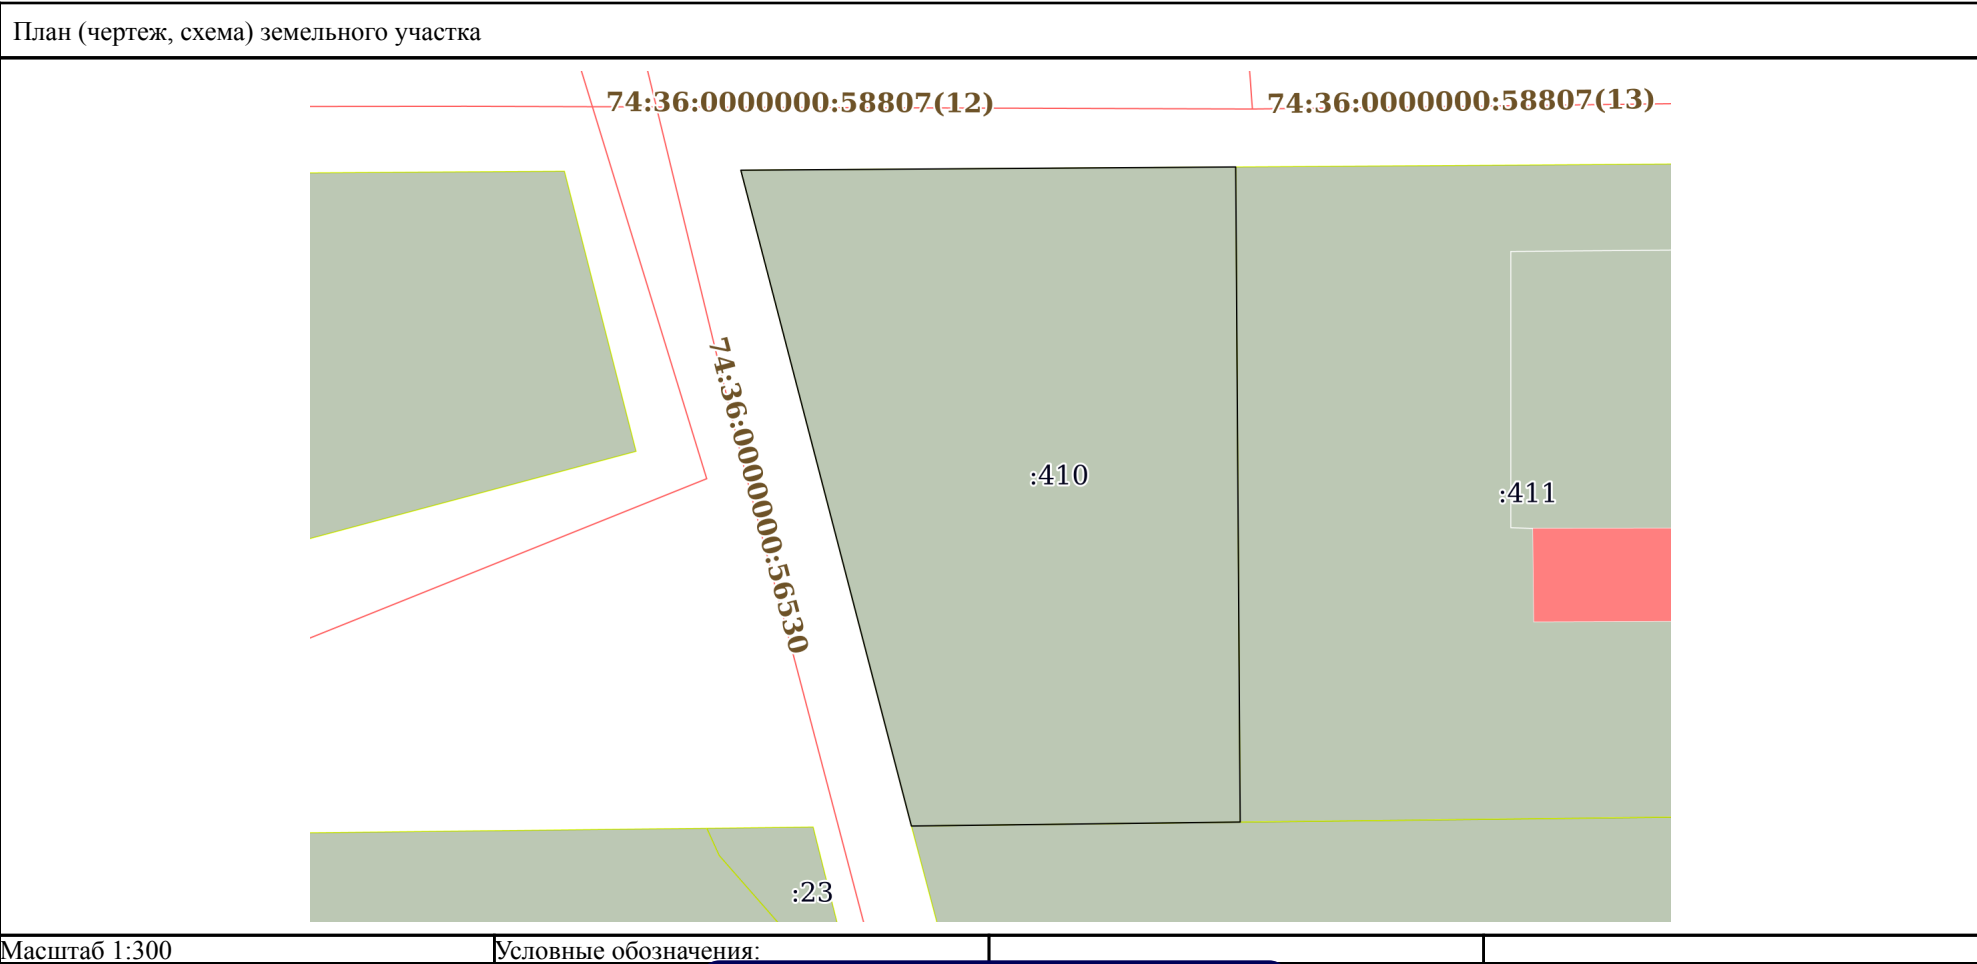 План (чертеж, схема) земельного участка
74:36:0000000:58807(12)
74:36:0000000:58807(13)
74:36:0000000:56530
:410
:411
:23
Масштаб 1:300
Условные обозначения: